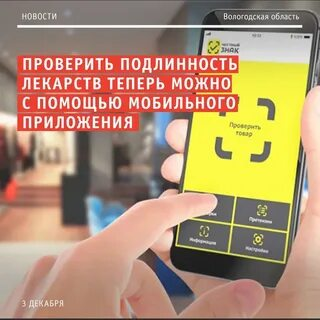 НОВОСТИ
Вологодская область
ПРОВЕРИТЬ ПОДЛИННОСТЬ
ЛЕКАРСТВ ТЕПЕРЬ МОЖНО
С ПОМОЩЬЮ МОБИЛЬНОГО
ПРИЛОЖЕНИЯ
ЧЕСТНЫЙ
ЗНАК
Проверить
товар
Претензии
Информация
Настройки
3 ДЕКАБРЯ